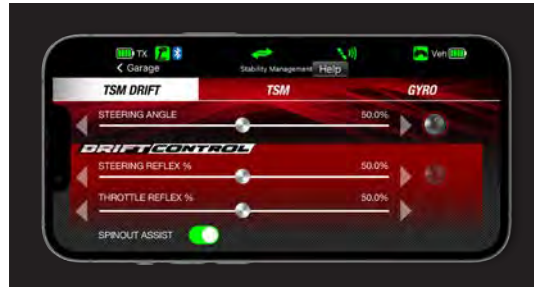 TX Veh
< Garage Stability Management Help
TSM DRIFT TSM GYRO
STEERING ANGLE 50.0%
DRIFT CONTROL
STEERING REFLEX % 50.0%
THROTTLE REFLEX % 50.0%
SPINOUT ASSIST